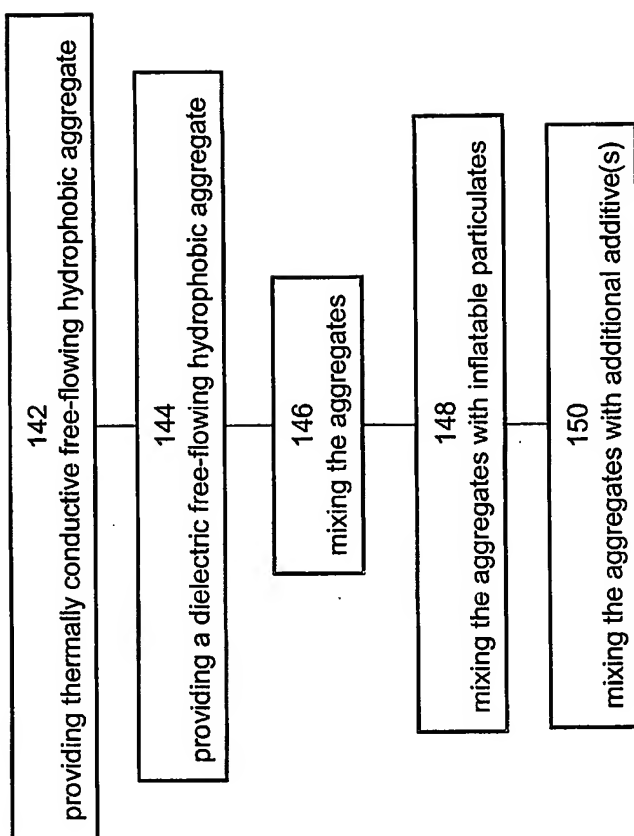 142
providing thermally conductive free-flowing hydrophobic aggregate
144
providing a dielectric free-flowing hydrophobic aggregate
146
mixing the aggregates
148
mixing the aggregates with inflatable particulates
150
mixing the aggregates with additional additive(s)